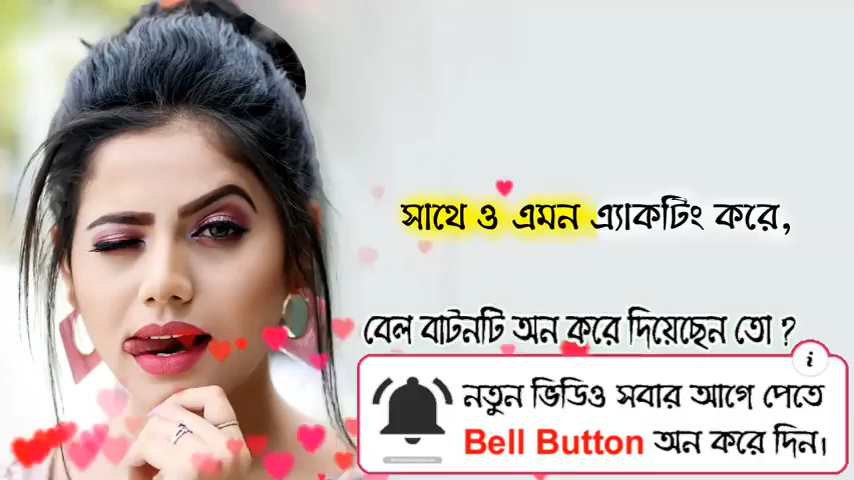 সাথে ও এমন এ্যাকটিং করে,
বেল বাটনটি অন করে দিয়েছেন তো ?
i
নতুন ভিডিও সবার আগে পেতে
Bell Button অন করে দিন।